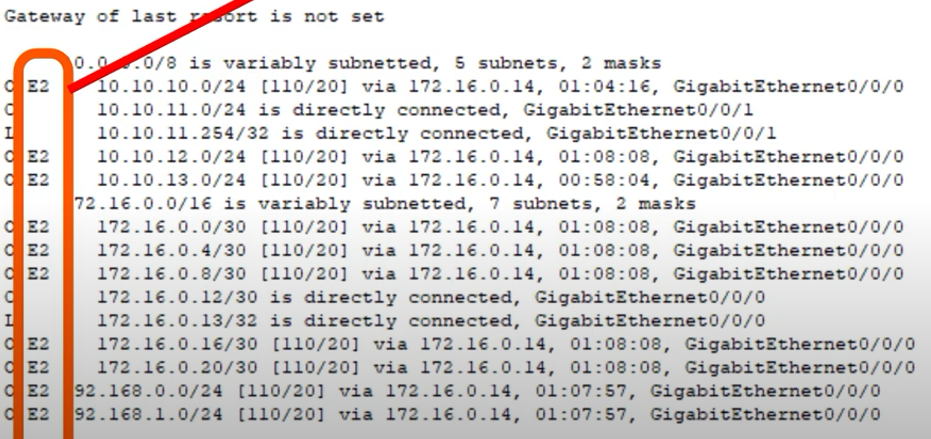 Gateway of last resort is not set
0.0.0.0/8 is variably subnetted, 5 subnets, 2 masks
O E2 10.10.10.0/24 [110/20] via 172.16.0.14, 01:04:16, GigabitEthernet0/0/0
C 10.10.11.0/24 is directly connected, GigabitEthernet0/0/1
L 10.10.11.254/32 is directly connected, GigabitEthernet0/0/1
O E2 10.10.12.0/24 [110/20] via 172.16.0.14, 01:08:08, GigabitEthernet0/0/0
O E2 10.10.13.0/24 [110/20] via 172.16.0.14, 00:58:04, GigabitEthernet0/0/0
72.16.0.0/16 is variably subnetted, 7 subnets, 2 masks
O E2 172.16.0.0/30 [110/20] via 172.16.0.14, 01:08:08, GigabitEthernet0/0/0
O E2 172.16.0.4/30 [110/20] via 172.16.0.14, 01:08:08, GigabitEthernet0/0/0
O E2 172.16.0.8/30 [110/20] via 172.16.0.14, 01:08:08, GigabitEthernet0/0/0
C 172.16.0.12/30 is directly connected, GigabitEthernet0/0/0
L 172.16.0.13/32 is directly connected, GigabitEthernet0/0/0
O E2 172.16.0.16/30 [110/20] via 172.16.0.14, 01:08:08, GigabitEthernet0/0/0
O E2 172.16.0.20/30 [110/20] via 172.16.0.14, 01:08:08, GigabitEthernet0/0/0
O E2 92.168.0.0/24 [110/20] via 172.16.0.14, 01:07:57, GigabitEthernet0/0/0
O E2 92.168.1.0/24 [110/20] via 172.16.0.14, 01:07:57, GigabitEthernet0/0/0